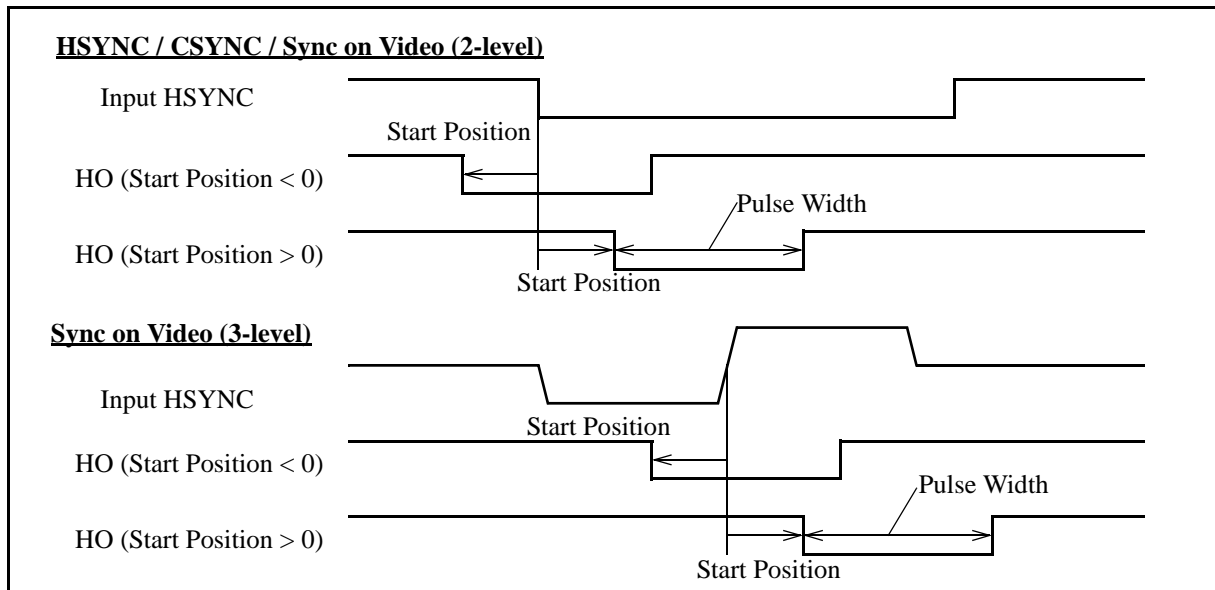 HSYNC / CSYNC / Sync on Video (2-level)
Input HSYNC
Start Position
HO (Start Position < 0)
Pulse Width
HO (Start Position > 0)
Start Position
Sync on Video (3-level)
Input HSYNC
Start Position
HO (Start Position < 0)
Pulse Width
HO (Start Position > 0)
Start Position